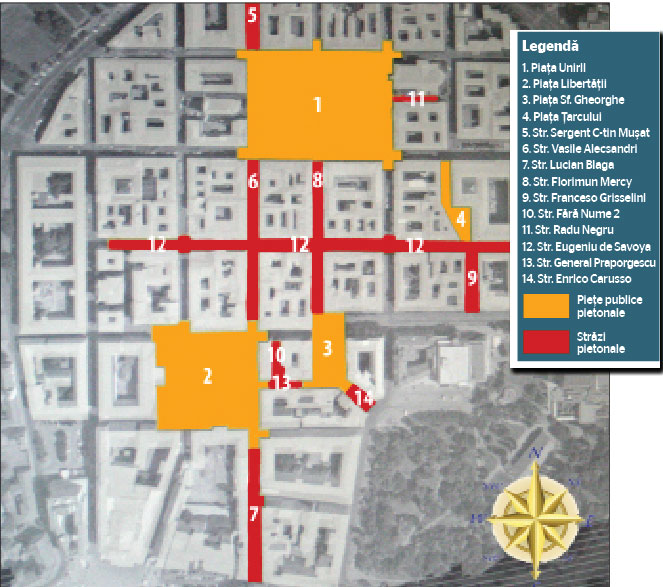 5
Legendă
1. Piața Unirii
2. Piața Libertății
3. Piața Sf. Gheorghe
4. Piața Țarcului
5. Str. Sergent C-tin Mușat
6. Str. Vasile Alecsandri
7. Str. Lucian Blaga
8. Str. Florimun Mercy
9. Str. Franceso Grisselini
10. Str. Fără Nume 2
11. Str. Radu Negru
12. Str. Eugeniu de Savoya
13. Str. General Praporgescu
14. Str. Enrico Carusso
Piețe publice
pietonale
Străzi
pietonale
1
11
6
8
4
12
12
12
9
10
3
2
13
14
7
N